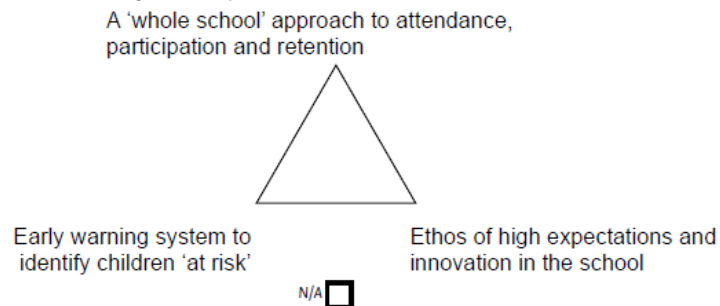 A ‘whole school’ approach to attendance,
participation and retention
Early warning system to
identify children ‘at risk’
Ethos of high expectations and
innovation in the school
N/A